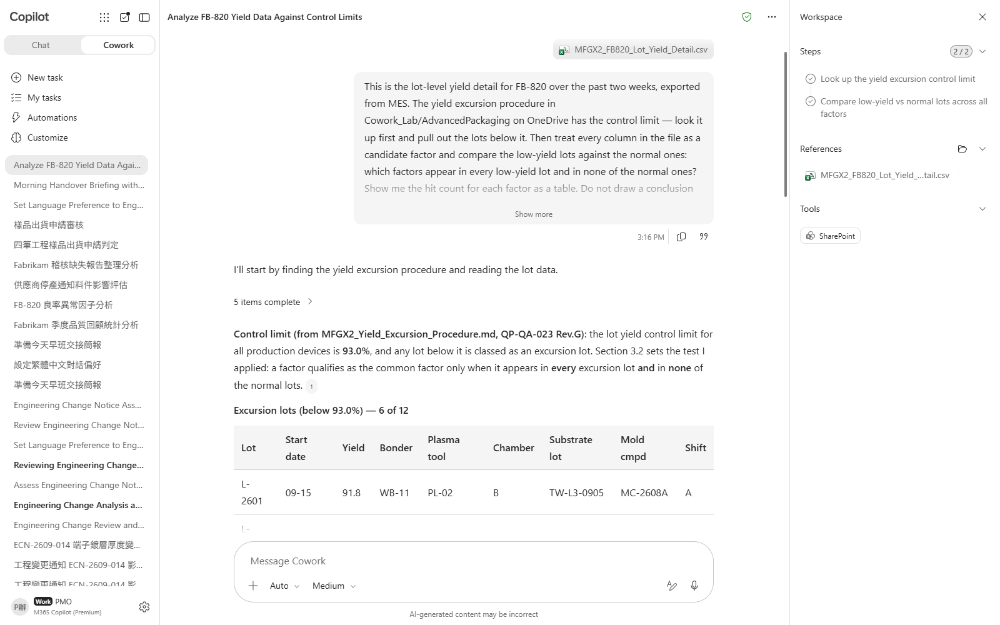 Copilot
Chat
Cowork
New task
My tasks
Automations
Customize
Analyze FB-820 Yield Data Agai...
Morning Handover Briefing with...
Set Language Preference to Eng...
樣品出貨申請審核
四筆工程樣品出貨申請判定
Fabrikam 稽核缺失報告整理分析
供應商停產通知料件影響評估
FB-820 良率異常因子分析
Fabrikam 季度品質回顧統計分析
準備今天早班交接簡報
設定繁體中文對話偏好
準備今天早班交接簡報
Engineering Change Notice Ass...
Review Engineering Change Not...
Set Language Preference to Eng...
Reviewing Engineering Change...
Assess Engineering Change Not...
Engineering Change Analysis a...
Engineering Change Review and...
ECN-2609-014 端子鍍層厚度變...
工程變更通知 ECN-2609-014 影...
工程變更通知 ECN-2609-014 影...
P辦
Work PMO
M365 Copilot (Premium)
Analyze FB-820 Yield Data Against Control Limits
MFGX2_FB820_Lot_Yield_Detail.csv
This is the lot-level yield detail for FB-820 over the past two weeks, exported
from MES. The yield excursion procedure in
Cowork_Lab/AdvancedPackaging on OneDrive has the control limit — look it
up first and pull out the lots below it. Then treat every column in the file as a
candidate factor and compare the low-yield lots against the normal ones:
which factors appear in every low-yield lot and in none of the normal ones?
Show me the hit count for each factor as a table. Do not draw a conclusion
Show more
3:16 PM
I'll start by finding the yield excursion procedure and reading the lot data.
5 items complete
Control limit (from MFGX2_Yield_Excursion_Procedure.md, QP-QA-023 Rev.G): the lot yield control limit for
all production devices is 93.0%, and any lot below it is classed as an excursion lot. Section 3.2 sets the test I
applied: a factor qualifies as the common factor only when it appears in every excursion lot and in none of
the normal lots. 1
Excursion lots (below 93.0%) — 6 of 12
Lot Start date Yield Bonder Plasma tool Chamber Substrate lot Mold cmpd Shift
L-2601 09-15 91.8 WB-11 PL-02 B TW-L3-0905 MC-2608A A
L-
Message Cowork
Auto
Medium
AI-generated content may be incorrect
Workspace
Steps
2 / 2
Look up the yield excursion control limit
Compare low-yield vs normal lots across all
factors
References
MFGX2_FB820_Lot_Yield_...tail.csv
Tools
SharePoint